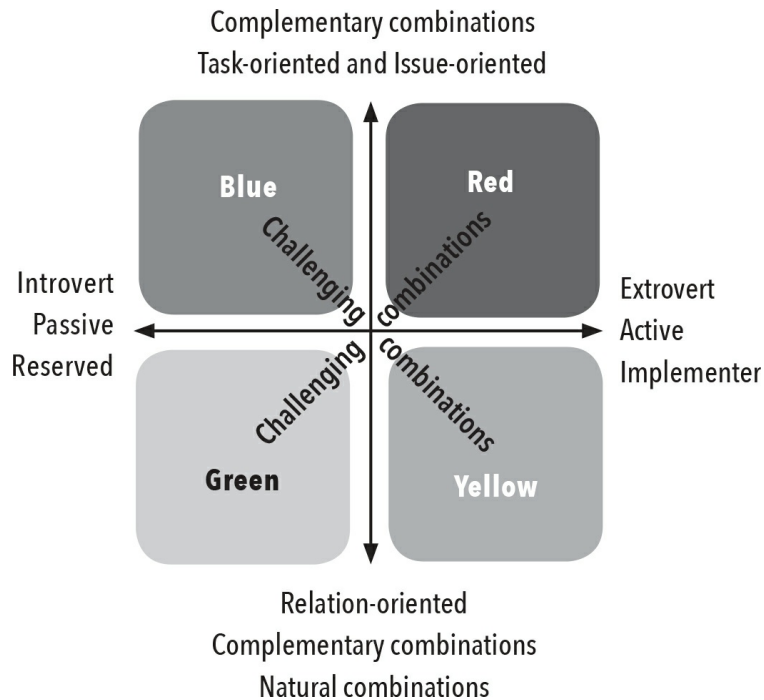 Complementary combinations
Task-oriented and Issue-oriented
Blue
Red
Challenging combinations
Introvert
Passive
Reserved
Extrovert
Active
Implementer
Challenging combinations
Green
Yellow
Relation-oriented
Complementary combinations
Natural combinations